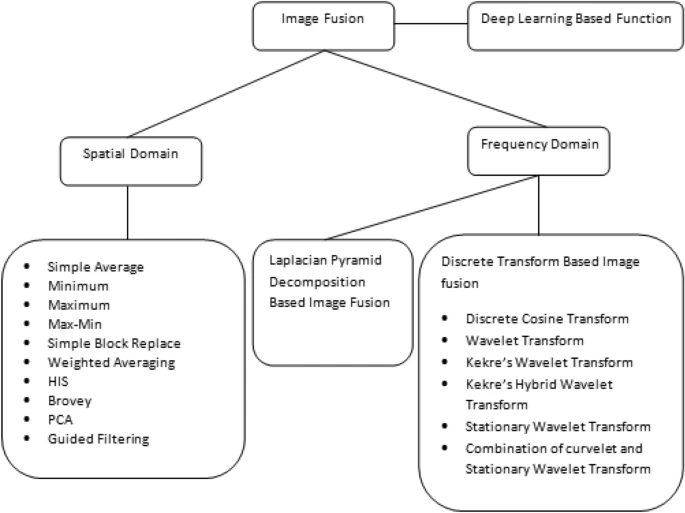 Image Fusion
Deep Learning Based Function
Spatial Domain
Frequency Domain
• Simple Average
• Minimum
• Maximum
• Max-Min
• Simple Block Replace
• Weighted Averaging
• HIS
• Brovey
• PCA
• Guided Filtering
Laplacian Pyramid
Decomposition
Based Image Fusion
Discrete Transform Based Image
fusion
• Discrete Cosine Transform
• Wavelet Transform
• Kekre’s Wavelet Transform
• Kekre’s Hybrid Wavelet
Transform
• Stationary Wavelet Transform
• Combination of curvelet and
Stationary Wavelet Transform